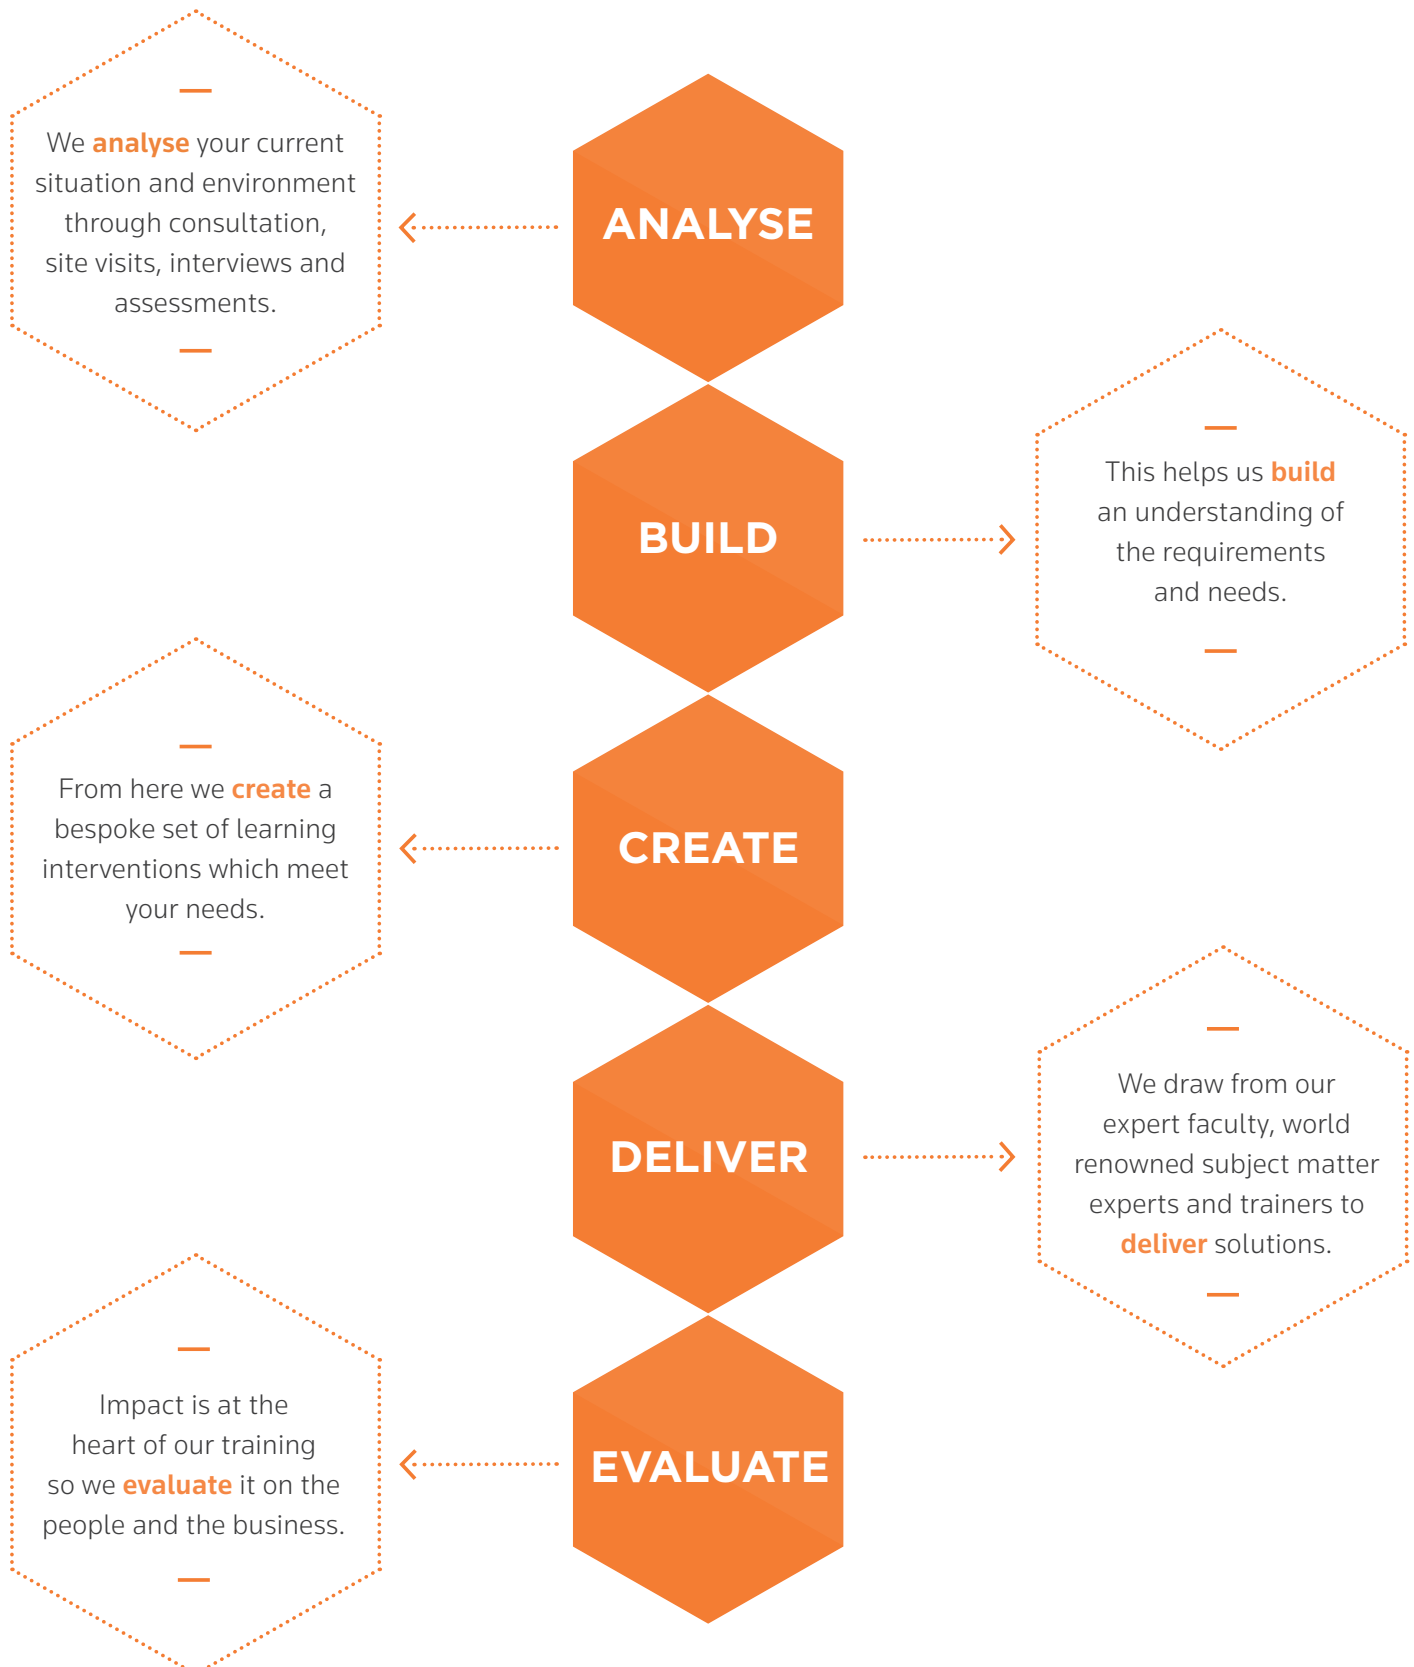 We analyse your current
situation and environment
through consultation,
site visits, interviews and
assessments.
ANALYSE
BUILD
This helps us build
an understanding of
the requirements
and needs.
From here we create a
bespoke set of learning
interventions which meet
your needs.
CREATE
DELIVER
We draw from our
expert faculty, world
renowned subject matter
experts and trainers to
deliver solutions.
Impact is at the
heart of our training
so we evaluate it on the
people and the business.
EVALUATE